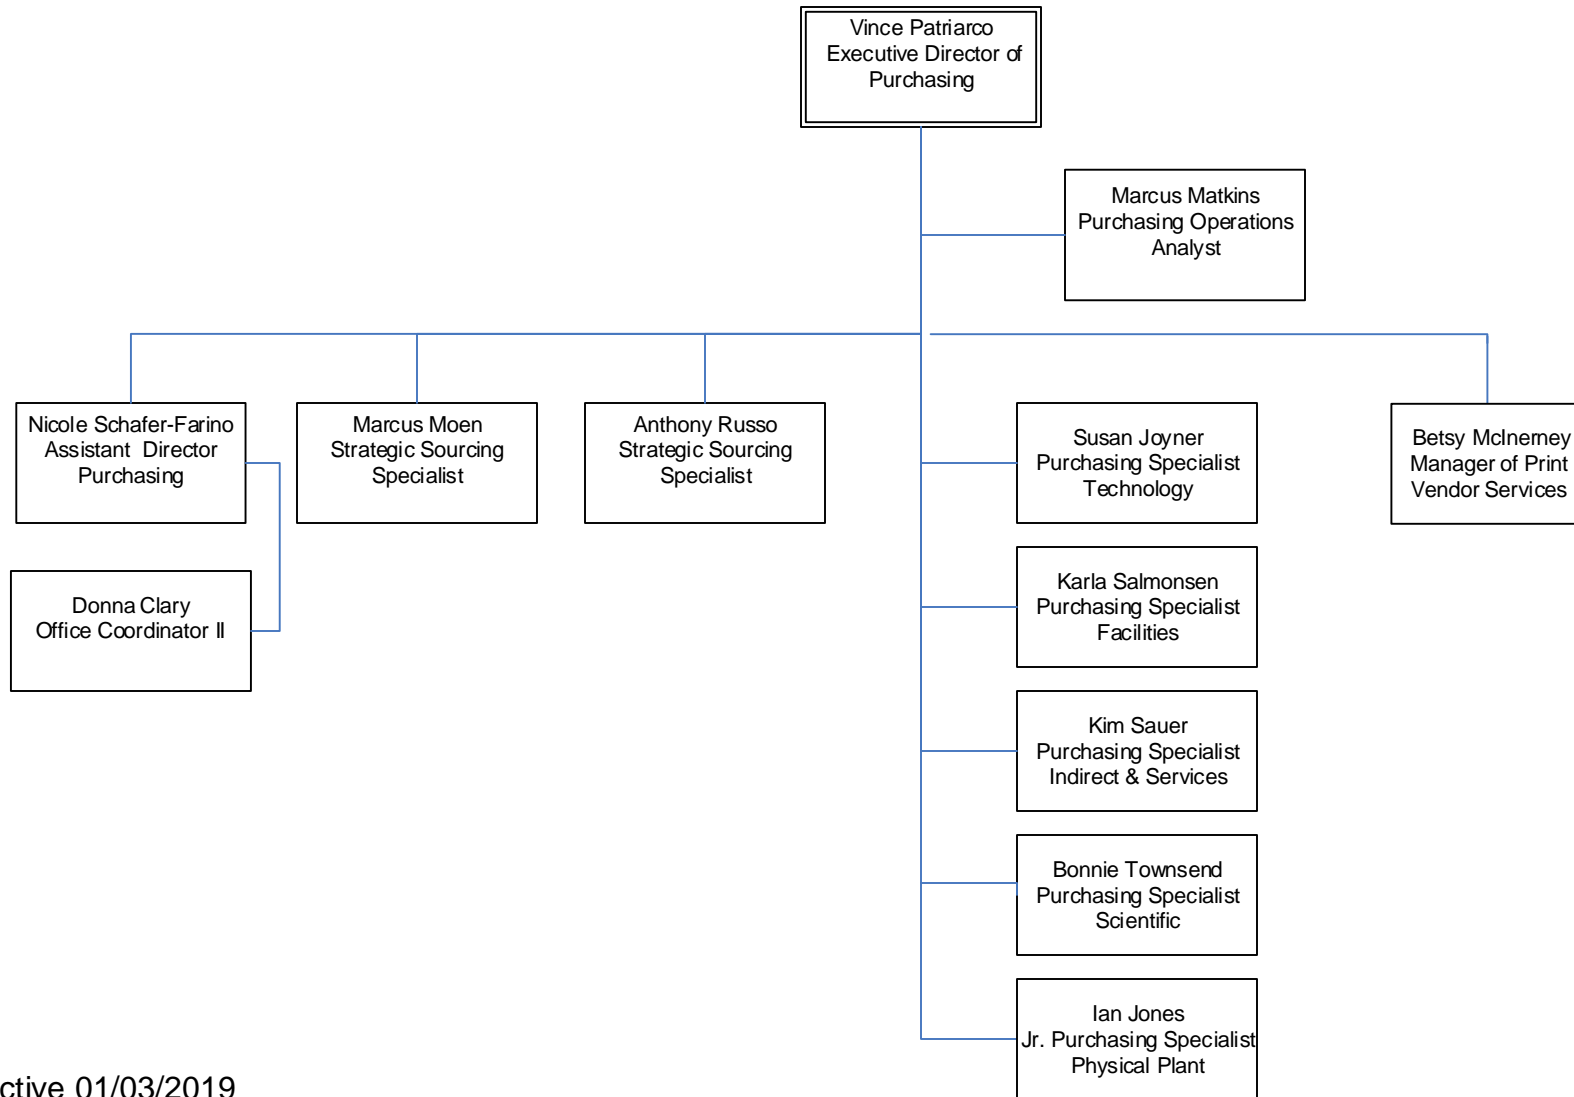 Vince Patriarco
Executive Director of
Purchasing
Marcus Matkins
Purchasing Operations
Analyst
Nicole Schafer-Farino
Assistant Director
Purchasing
Marcus Moen
Strategic Sourcing
Specialist
Anthony Russo
Strategic Sourcing
Specialist
Susan Joyner
Purchasing Specialist
Technology
Betsy McInerney
Manager of Print
Vendor Services
Donna Clary
Office Coordinator II
Karla Salmonsen
Purchasing Specialist
Facilities
Kim Sauer
Purchasing Specialist
Indirect & Services
Bonnie Townsend
Purchasing Specialist
Scientific
Ian Jones
Jr. Purchasing Specialist
Physical Plant
ctive 01/03/2019